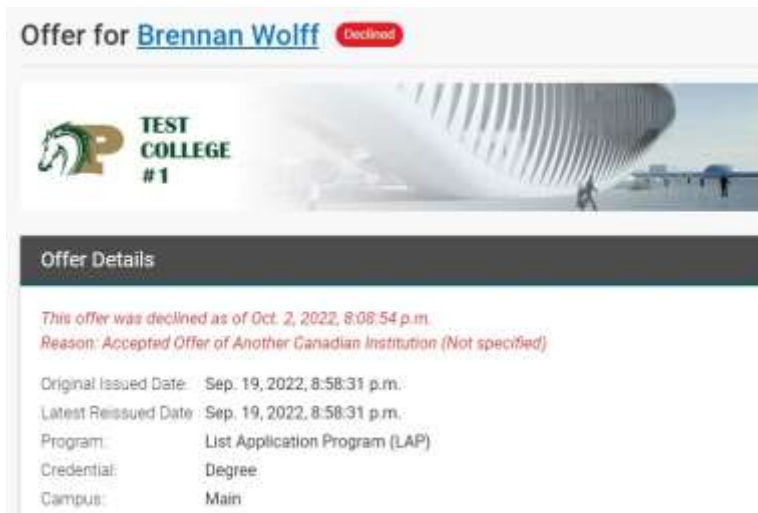 Offer for Brennan Wolff Declined
TEST
COLLEGE
#1
Offer Details
This offer was declined as of Oct. 2, 2022, 8:08:54 p.m.
Reason: Accepted Offer of Another Canadian Institution (Not specified)
Original Issued Date: Sep. 19, 2022, 8:58:31 p.m.
Latest Reissued Date Sep. 19, 2022, 8:58:31 p.m.
Program: List Application Program (LAP)
Credential: Degree
Campus: Main